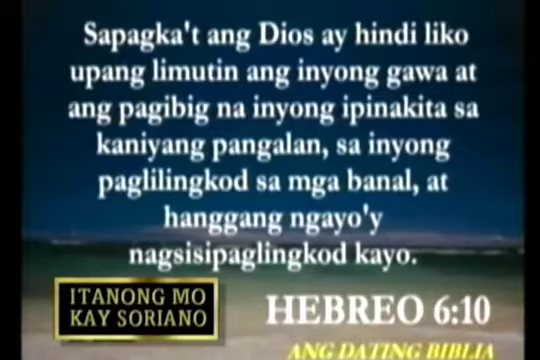 Sapagka't ang Dios ay hindi liko
upang limutin ang inyong gawa at
ang pagibig na inyong ipinakita sa
kaniyang pangalan, sa inyong
paglilingkod sa mga banal, at
hanggang ngayo'y
nagsisipaglingkod kayo.
ITANONG MO
KAY SORIANO
HEBREO 6:10
ANG DATING BIBLIA